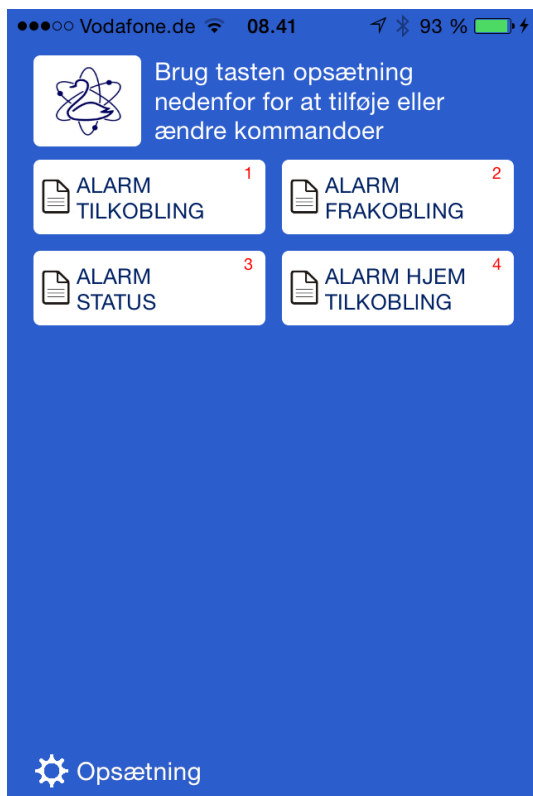 Vodafone.de 08.41 93 %
Brug tasten opsætning
nedenfor for at tilføje eller
ændre kommandoer
ALARM 1
TILKOBLING
ALARM 2
FRAKOBLING
ALARM 3
STATUS
ALARM HJEM 4
TILKOBLING
Opsætning